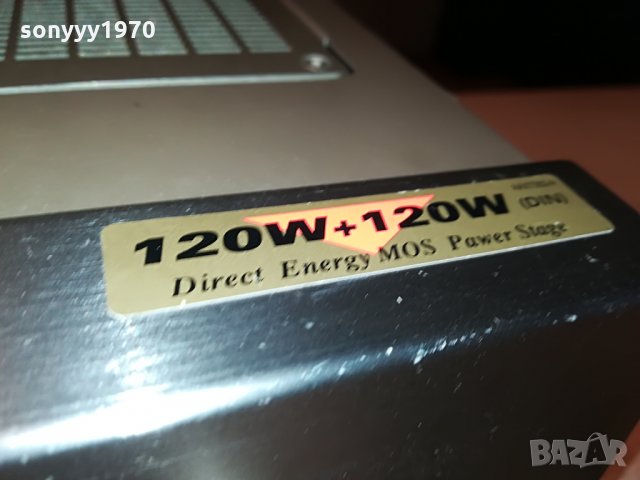 sonyyy1970
120W+120W (DIN)
Direct Energy MOS Power Stage
BAZAR